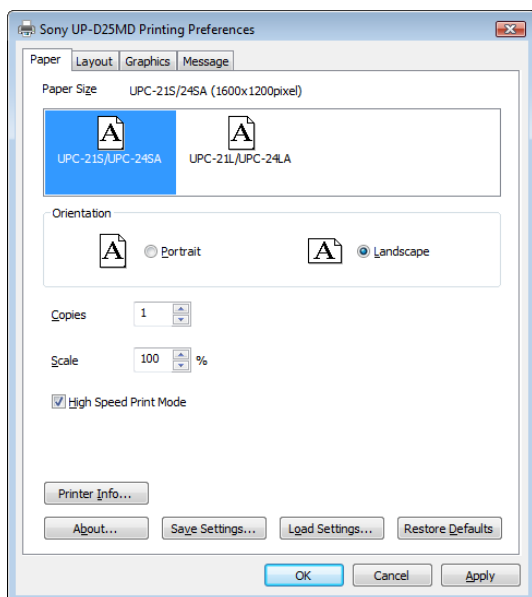 Sony UP-D25MD Printing Preferences
Paper Layout Graphics Message
Paper Size UPC-21S/24SA (1600x1200pixel)
A A
UPC-21S/UPC-24SA UPC-21L/UPC-24LA
Orientation
A Portrait A Landscape
Copies 1
Scale 100 %
High Speed Print Mode
Printer Info...
About... Save Settings... Load Settings... Restore Defaults
OK Cancel Apply